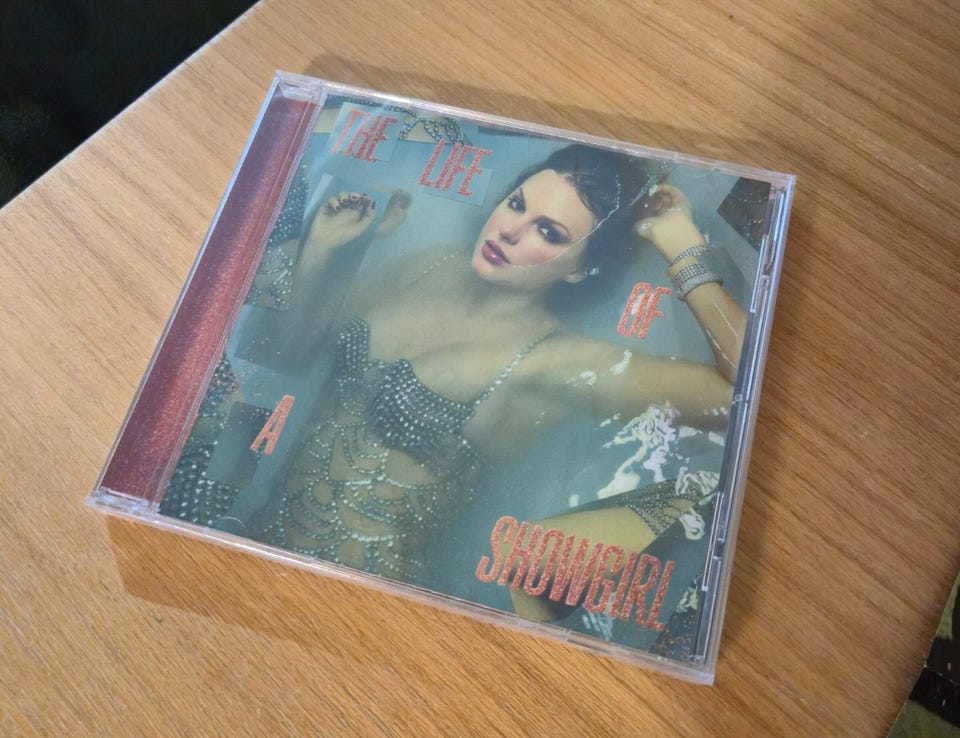 THE LIFE
OF
A
SHOWGIRL